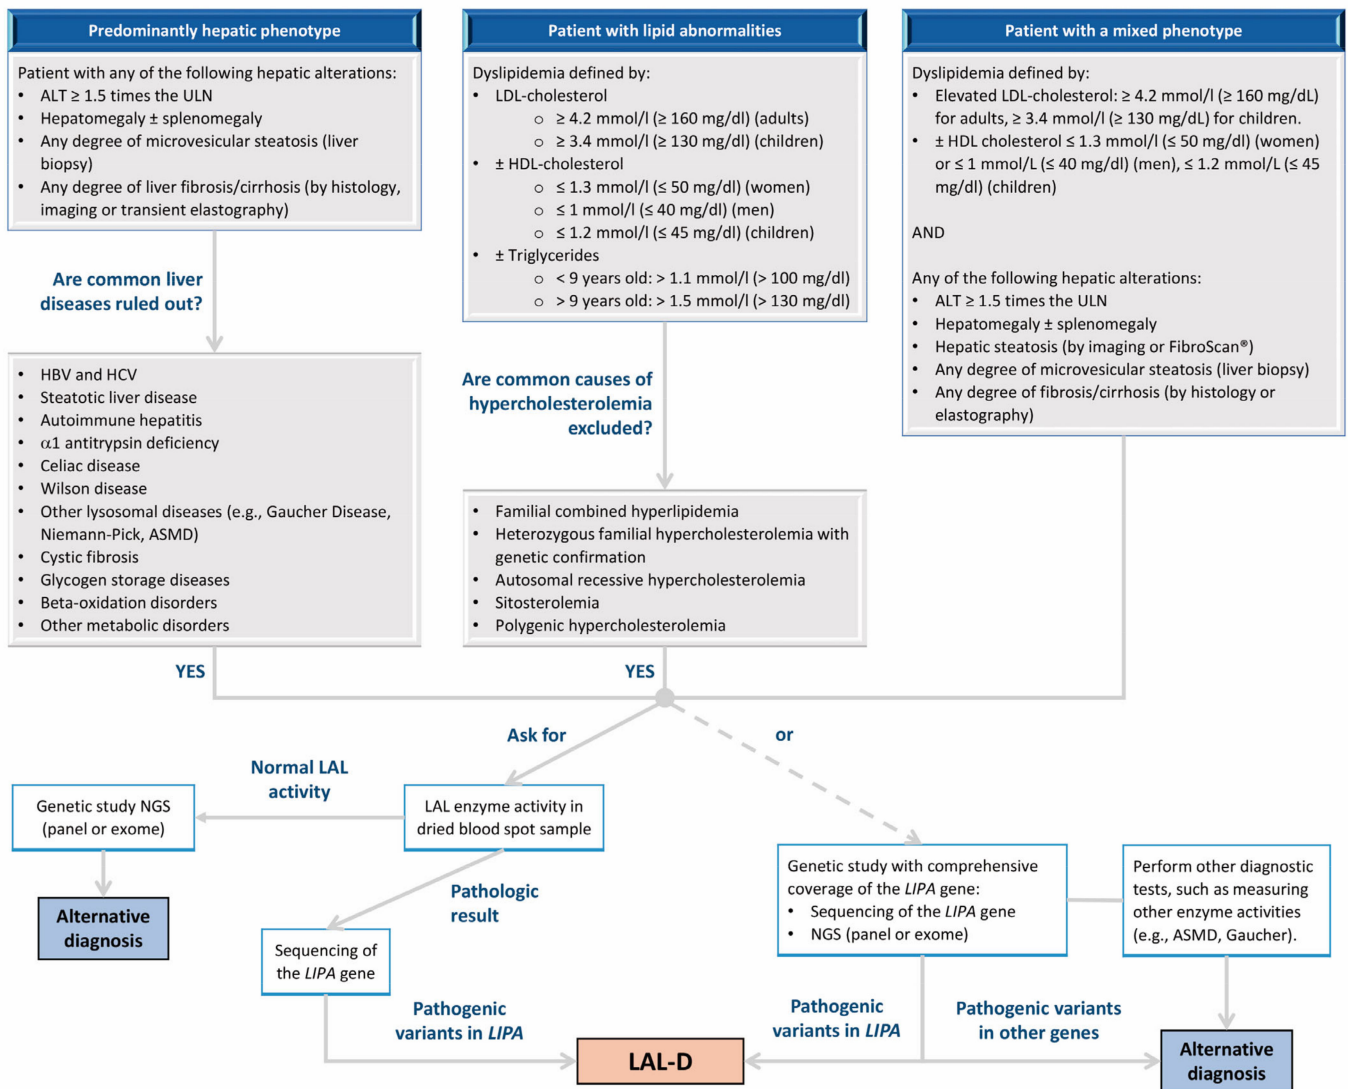 Predominantly hepatic phenotype
Patient with any of the following hepatic alterations:
• ALT ≥ 1.5 times the ULN
• Hepatomegaly ± splenomegaly
• Any degree of microvesicular steatosis (liver
biopsy)
• Any degree of liver fibrosis/cirrhosis (by histology,
imaging or transient elastography)
Are common liver
diseases ruled out?
• HBV and HCV
• Steatotic liver disease
• Autoimmune hepatitis
• α1 antitrypsin deficiency
• Celiac disease
• Wilson disease
• Other lysosomal diseases (e.g., Gaucher Disease,
Niemann-Pick, ASMD)
• Cystic fibrosis
• Glycogen storage diseases
• Beta-oxidation disorders
• Other metabolic disorders
YES
Patient with lipid abnormalities
Dyslipidemia defined by:
• LDL-cholesterol
o ≥ 4.2 mmol/l (≥ 160 mg/dl) (adults)
o ≥ 3.4 mmol/l (≥ 130 mg/dl) (children)
• ± HDL-cholesterol
o ≤ 1.3 mmol/l (≤ 50 mg/dl) (women)
o ≤ 1 mmol/l (≤ 40 mg/dl) (men)
o ≤ 1.2 mmol/l (≤ 45 mg/dl) (children)
• ± Triglycerides
o < 9 years old: > 1.1 mmol/l (> 100 mg/dl)
o > 9 years old: > 1.5 mmol/l (> 130 mg/dl)
Are common causes of
hypercholesterolemia
excluded?
• Familial combined hyperlipidemia
• Heterozygous familial hypercholesterolemia with
genetic confirmation
• Autosomal recessive hypercholesterolemia
• Sitosterolemia
• Polygenic hypercholesterolemia
YES
Patient with a mixed phenotype
Dyslipidemia defined by:
• Elevated LDL-cholesterol: ≥ 4.2 mmol/l (≥ 160 mg/dL)
for adults, ≥ 3.4 mmol/l (≥ 130 mg/dL) for children.
• ± HDL cholesterol ≤ 1.3 mmol/l (≤ 50 mg/dl) (women)
or ≤ 1 mmol/L (≤ 40 mg/dl) (men), ≤ 1.2 mmol/L (≤ 45
mg/dl) (children)
AND
Any of the following hepatic alterations:
• ALT ≥ 1.5 times the ULN
• Hepatomegaly ± splenomegaly
• Hepatic steatosis (by imaging or FibroScan®)
• Any degree of microvesicular steatosis (liver biopsy)
• Any degree of fibrosis/cirrhosis (by histology or
elastography)
Ask for
or
Normal LAL
activity
Genetic study NGS
(panel or exome)
LAL enzyme activity in
dried blood spot sample
Alternative
diagnosis
Pathologic
result
Sequencing of
the LIPA gene
Genetic study with comprehensive
coverage of the LIPA gene:
• Sequencing of the LIPA gene
• NGS (panel or exome)
Perform other diagnostic
tests, such as measuring
other enzyme activities
(e.g., ASMD, Gaucher).
Pathogenic
variants in LIPA
LAL-D
Pathogenic
variants in LIPA
Pathogenic variants
in other genes
Alternative
diagnosis